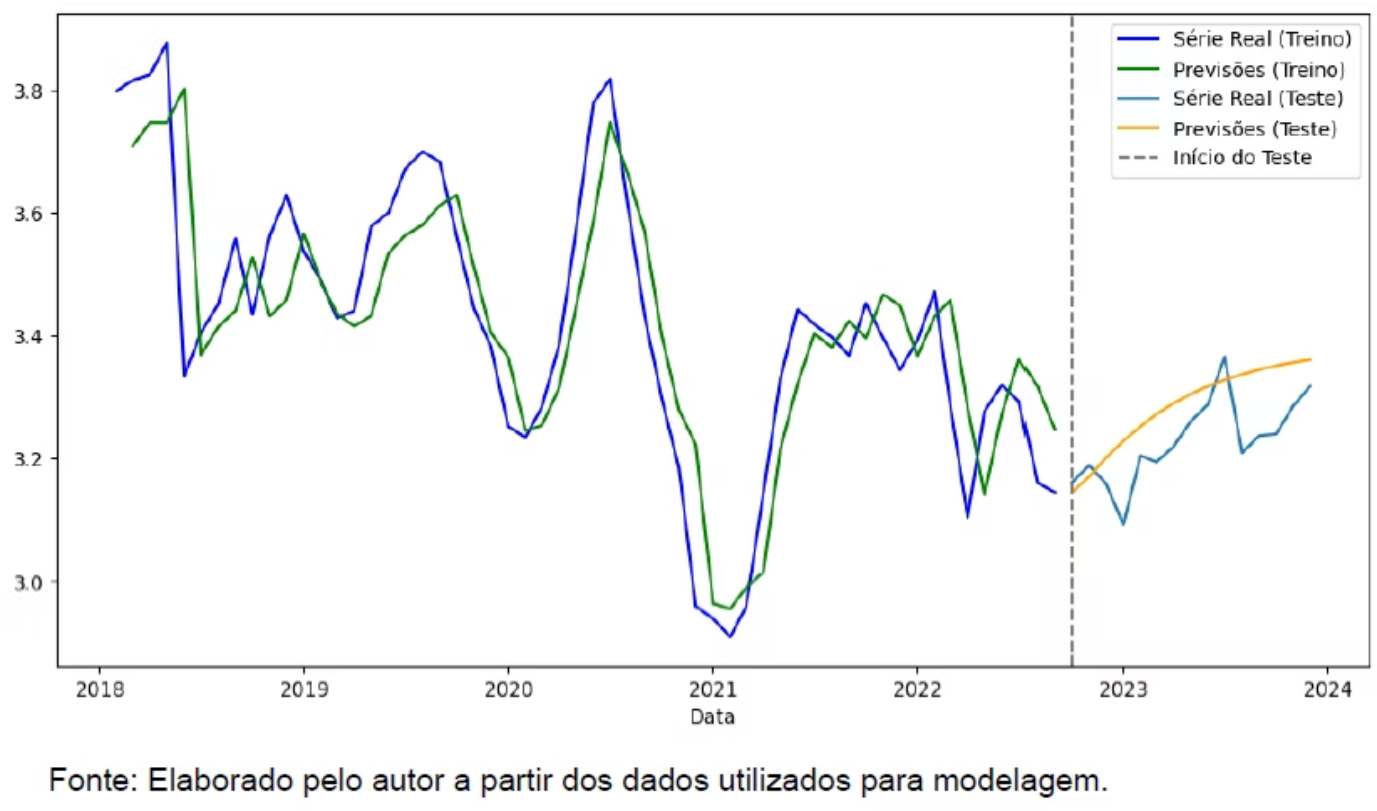 Série Real (Treino)
Previsões (Treino)
Série Real (Teste)
Previsões (Teste)
Início do Teste
3.8
3.6
3.4
3.2
3.0
2018 2019 2020 2021 2022 2023 2024
Data
Fonte: Elaborado pelo autor a partir dos dados utilizados para modelagem.